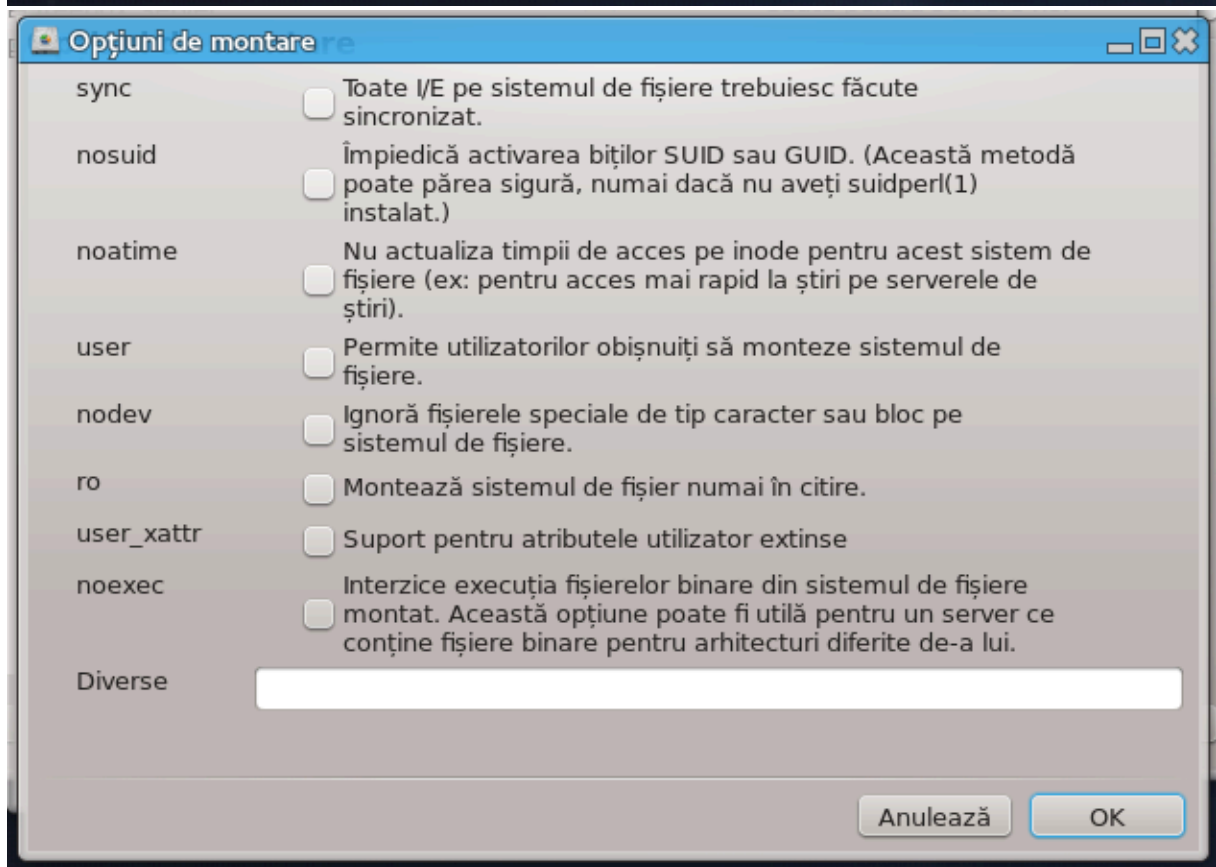 Opțiuni de montare
sync
Toate I/E pe sistemul de fișiere trebuiesc făcute
sincronizat.
nosuid
Împiedică activarea biților SUID sau GUID. (Această metodă
poate părea sigură, numai dacă nu aveți suidperl(1)
instalat.)
noatime
Nu actualiza timpii de acces pe inode pentru acest sistem de
fișiere (ex: pentru acces mai rapid la știri pe serverele de
știri).
user
Permite utilizatorilor obișnuiți să monteze sistemul de
fișiere.
nodev
Ignoră fișierele speciale de tip caracter sau bloc pe
sistemul de fișiere.
ro
Montează sistemul de fișier numai în citire.
user_xattr
Suport pentru atributele utilizator extinse
noexec
Interzice execuția fișierelor binare din sistemul de fișiere
montat. Această opțiune poate fi utilă pentru un server ce
conține fișiere binare pentru arhitecturi diferite de-a lui.
Diverse
Anulează
OK